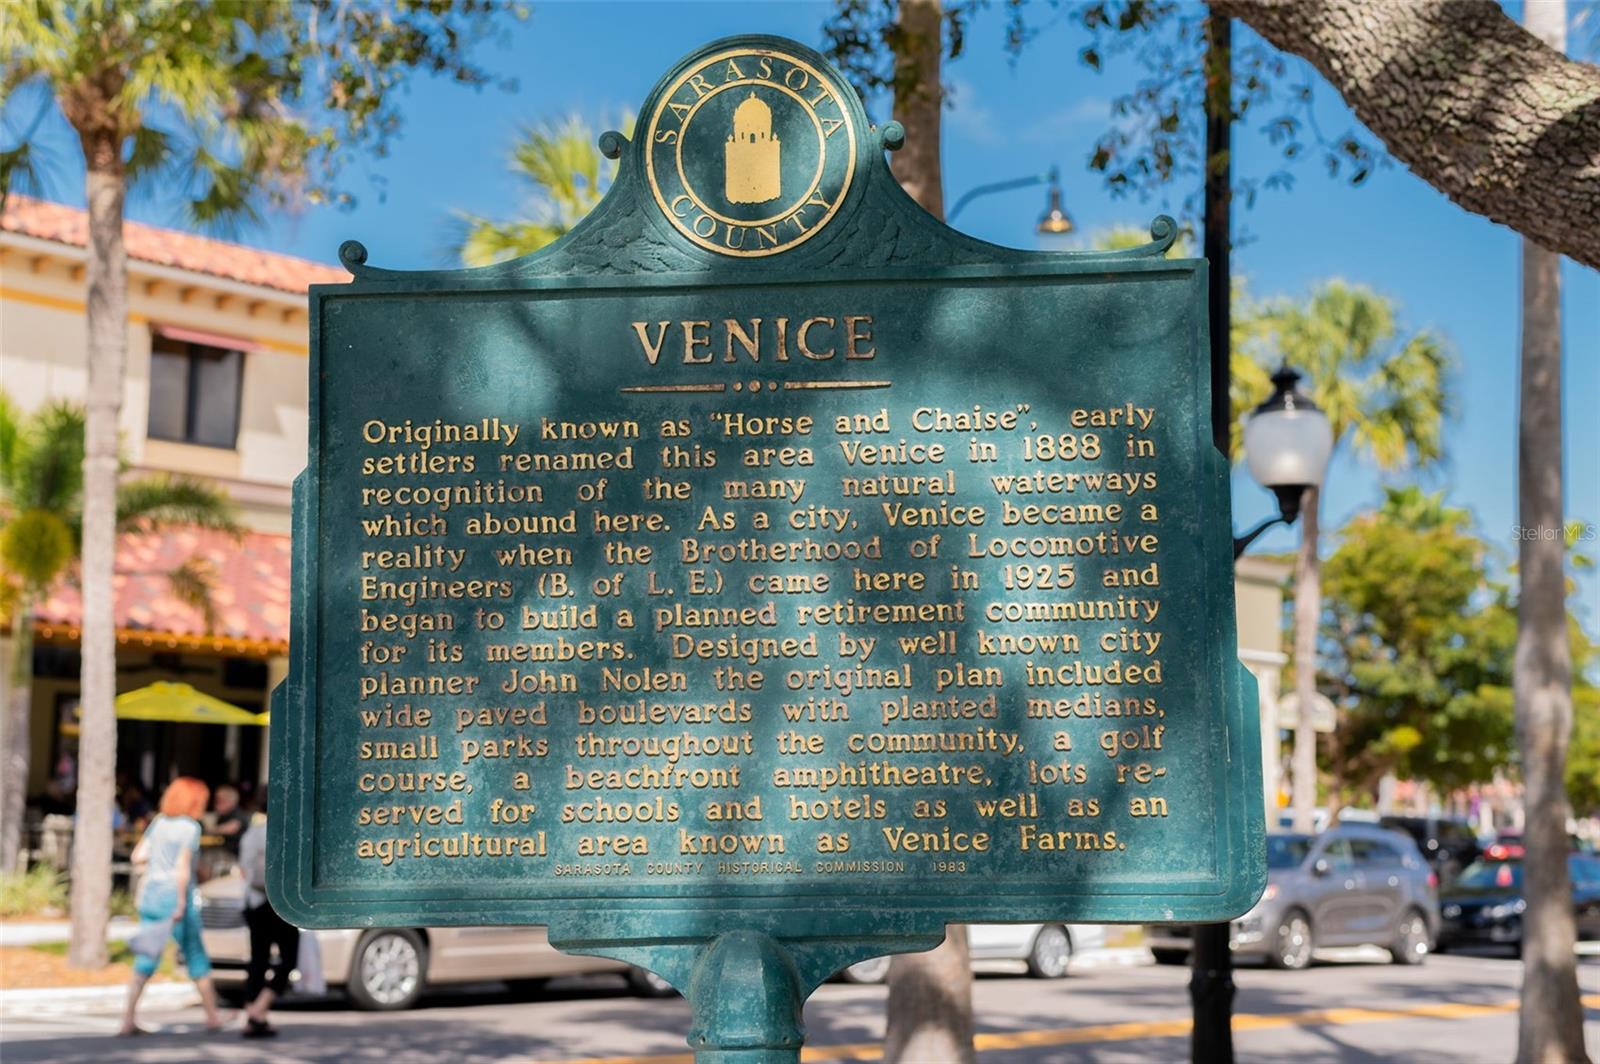 SARASOTA
COUNTY
VENICE
Originally known as "Horse and Chaise", early
settlers renamed this area Venice in 1888 in
recognition of the many natural waterways
which abound here. As a city, Venice became a
reality when the Brotherhood of Locomotive
Engineers (B. of L. E.) came here in 1925 and
began to build a planned retirement community
for its members. Designed by well known city
planner John Nolen the original plan included
wide paved boulevards with planted medians,
small parks throughout the community, a golf
course, a beachfront amphitheatre, lots re-
served for schools and hotels as well as an
agricultural area known as Venice Farms.
SARASOTA COUNTY HISTORICAL COMMISSION 1983
StellarMLS